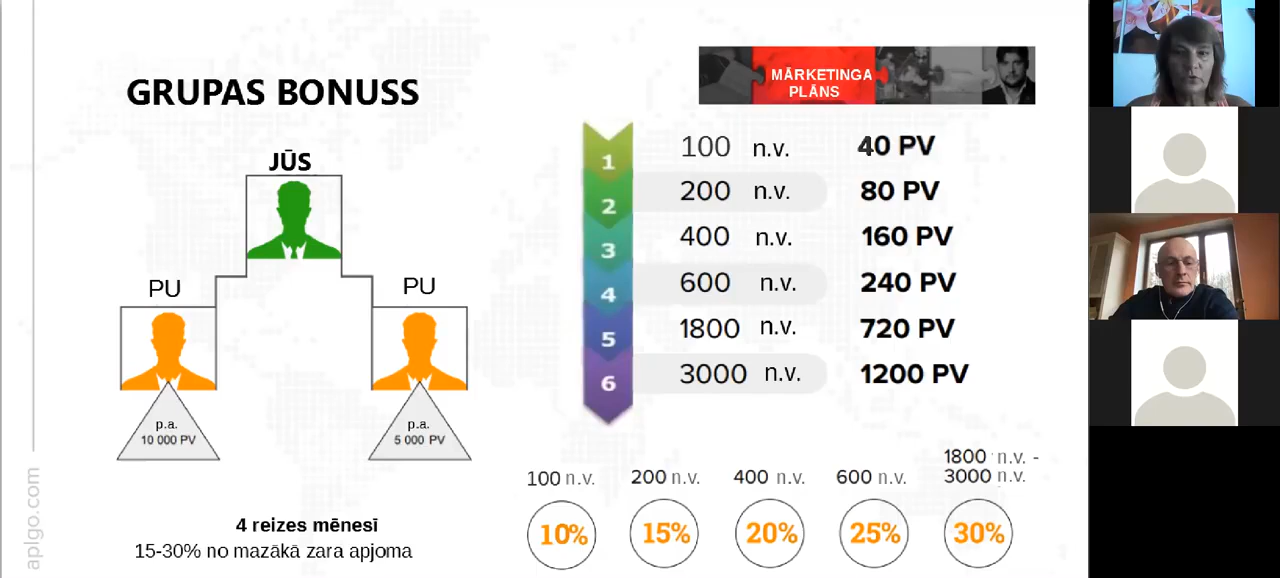 GRUPAS BONUSS
MĀRKETINGA
PLĀNS
JŪS
PU
PU
p.a.
10 000 PV
p.a.
5 000 PV
4 reizes mēnesī
15-30% no mazākā zara apjoma
1 100 n.v. 40 PV
2 200 n.v. 80 PV
3 400 n.v. 160 PV
4 600 n.v. 240 PV
5 1800 n.v. 720 PV
6 3000 n.v. 1200 PV
100 n.v. 200 n.v. 400 n.v. 600 n.v. 1800 n.v. -
3000 n.v.
10% 15% 20% 25% 30%
aplgo.com